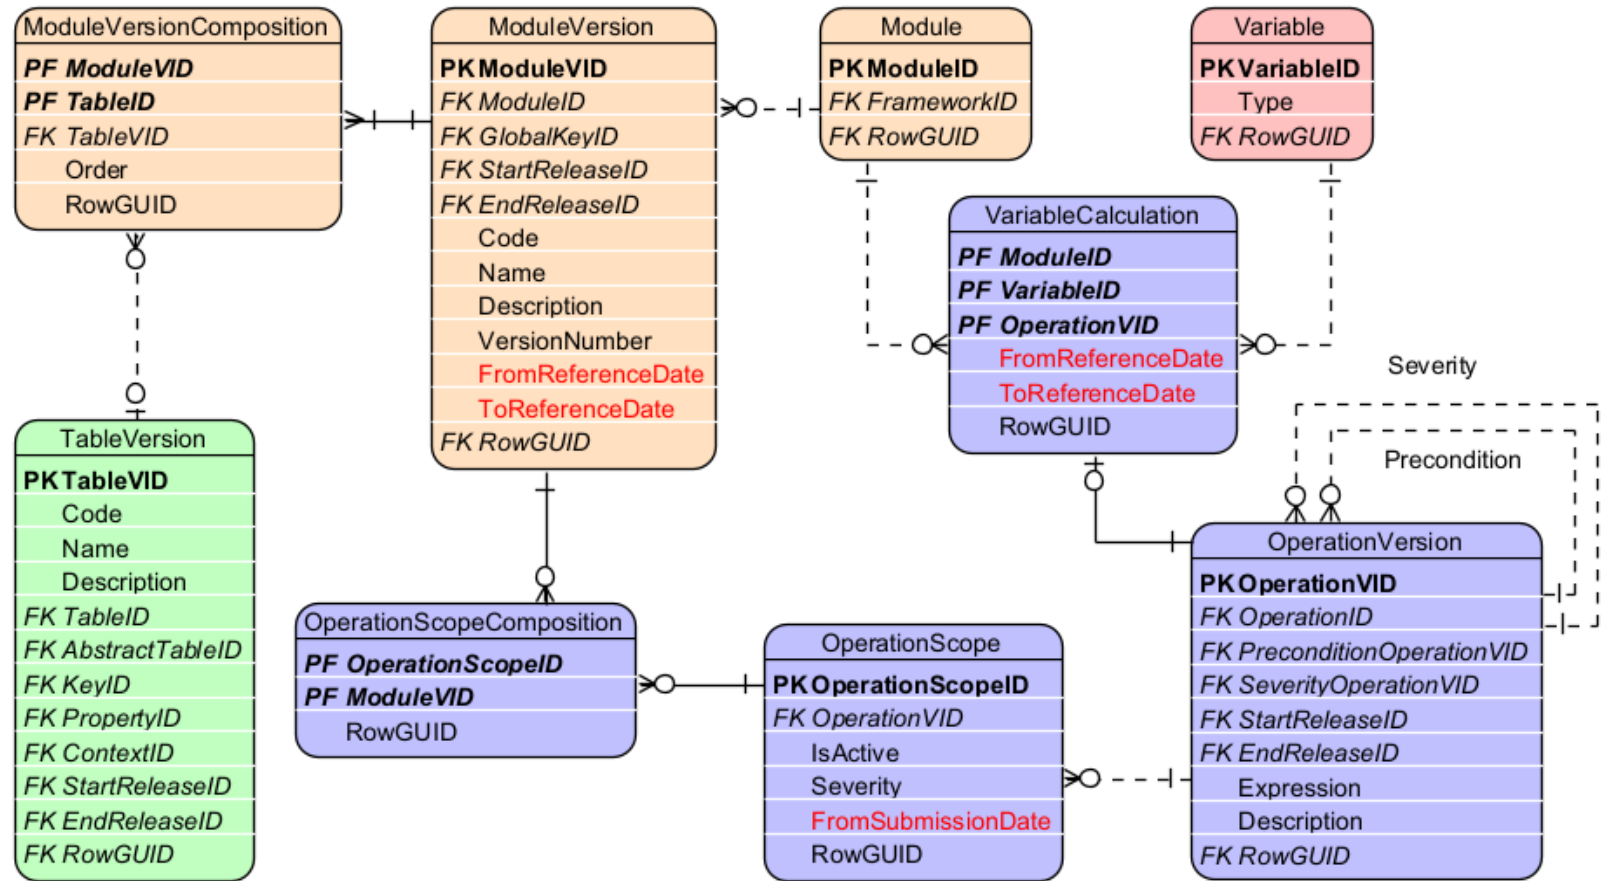 ModuleVersionComposition
PF ModuleVID
PF TableID
FK TableVID
Order
RowGUID
ModuleVersion
PK ModuleVID
FK ModuleID
FK GlobalKeyID
FK StartReleaseID
FK EndReleaseID
Code
Name
Description
VersionNumber
FromReferenceDate
ToReferenceDate
FK RowGUID
Module
PK ModuleID
FK FrameworkID
FK RowGUID
Variable
PK VariableID
Type
FK RowGUID
VariableCalculation
PF ModuleID
PF VariableID
PF OperationVID
FromReferenceDate
ToReferenceDate
RowGUID
Severity
Precondition
TableVersion
PK TableVID
Code
Name
Description
FK TableID
FK AbstractTableID
FK KeyID
FK PropertyID
FK ContextID
FK StartReleaseID
FK EndReleaseID
FK RowGUID
OperationScopeComposition
PF OperationScopeID
PF ModuleVID
RowGUID
OperationScope
PK OperationScopeID
FK OperationVID
IsActive
Severity
FromSubmissionDate
RowGUID
OperationVersion
PK OperationVID
FK OperationID
FK PreconditionOperationVID
FK SeverityOperationVID
FK StartReleaseID
FK EndReleaseID
Expression
Description
FK RowGUID